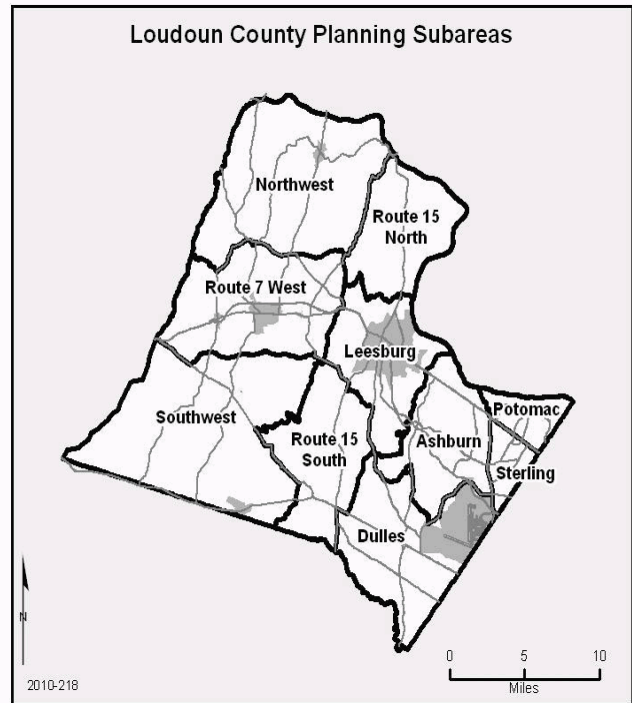 Loudoun County Planning Subareas
Northwest
Route 15
North
Route 7 West
Leesburg
Potomac
Southwest
Route 15
South
Ashburn
Sterling
Dulles
N
0 5 10
Miles
2010-218